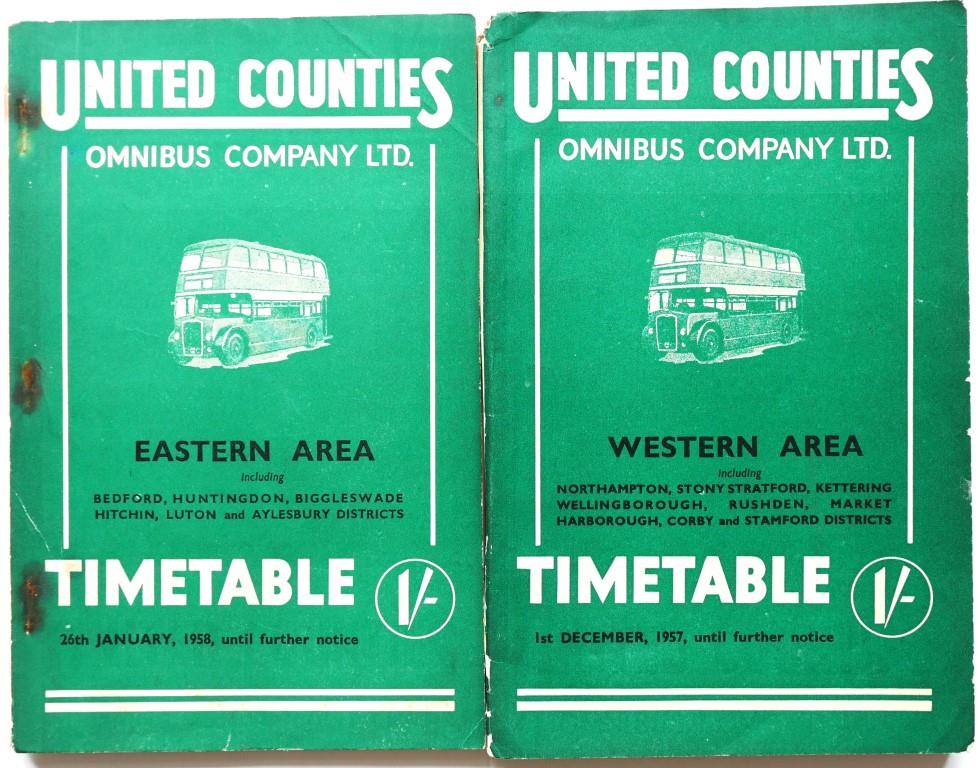 UNITED COUNTIES
OMNIBUS COMPANY LTD.
EASTERN AREA
including
BEDFORD, HUNTINGDON, BIGGLESWADE
HITCHIN, LUTON and AYLESBURY DISTRICTS
TIMETABLE 1/-
26th JANUARY, 1958, until further notice
UNITED COUNTIES
OMNIBUS COMPANY LTD.
WESTERN AREA
including
NORTHAMPTON, STONY STRATFORD, KETTERING
WELLINGBOROUGH, RUSHDEN, MARKET
HARBOROUGH, CORBY and STAMFORD DISTRICTS
TIMETABLE 1/-
1st DECEMBER, 1957, until further notice